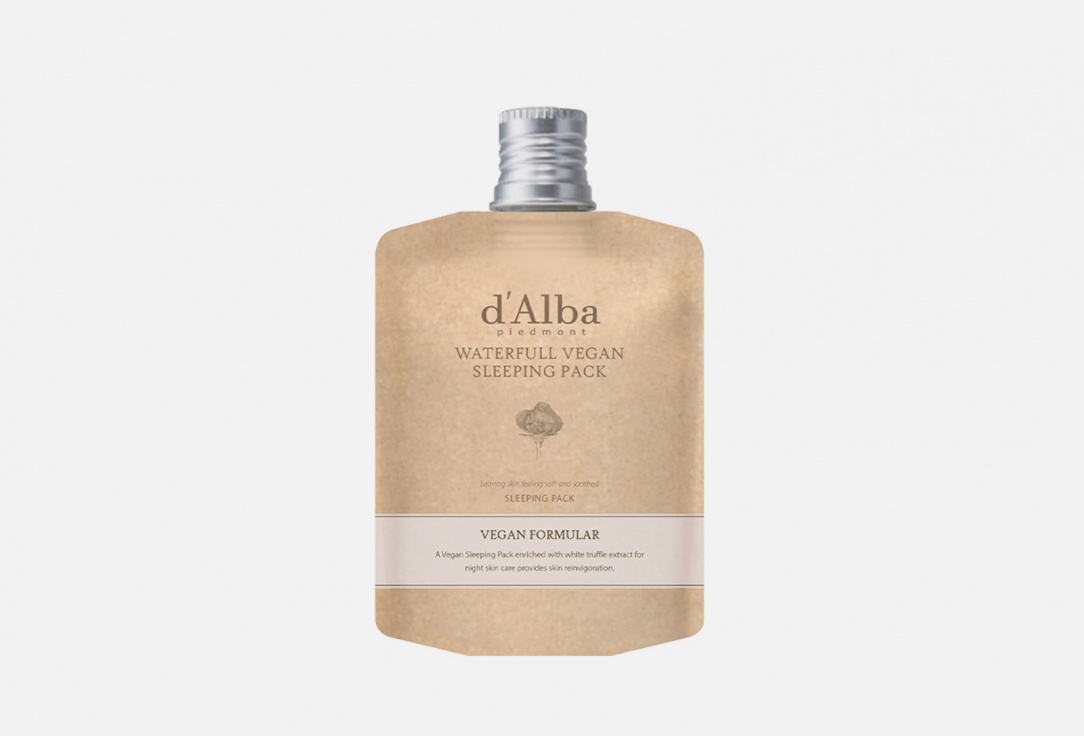 d'Alba
piedmont
WATERFULL VEGAN
SLEEPING PACK
Leaving skin feeling soft and soothed
SLEEPING PACK
VEGAN FORMULAR
A Vegan Sleeping Pack enriched with white truffle extract for
night skin care provides skin reinvigoration.